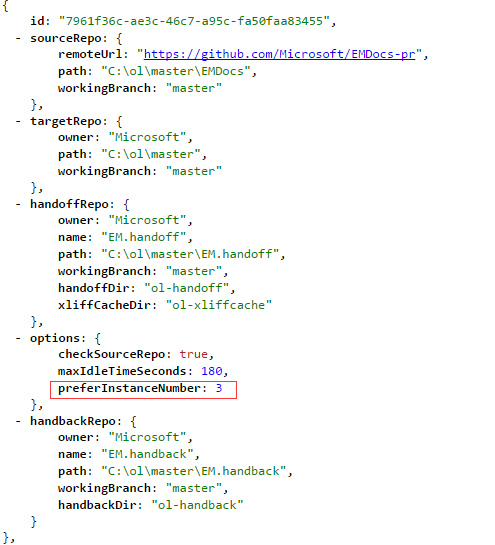 {
id: "7961f36c-ae3c-46c7-a95c-fa50faa83455",
- sourceRepo: {
remoteUrl: "https://github.com/Microsoft/EMDocs-pr",
path: "C:\ol\master\EMDocs",
workingBranch: "master"
},
- targetRepo: {
owner: "Microsoft",
path: "C:\ol\master\",
workingBranch: "master"
},
- handoffRepo: {
owner: "Microsoft",
name: "EM.handoff",
path: "C:\ol\master\EM.handoff",
workingBranch: "master",
handoffDir: "ol-handoff",
xliffCacheDir: "ol-xliffcache"
},
- options: {
checkSourceRepo: true,
maxIdleTimeSeconds: 180,
preferInstanceNumber: 3
},
- handbackRepo: {
owner: "Microsoft",
name: "EM.handback",
path: "C:\ol\master\EM.handback",
workingBranch: "master",
handbackDir: "ol-handback"
}
},